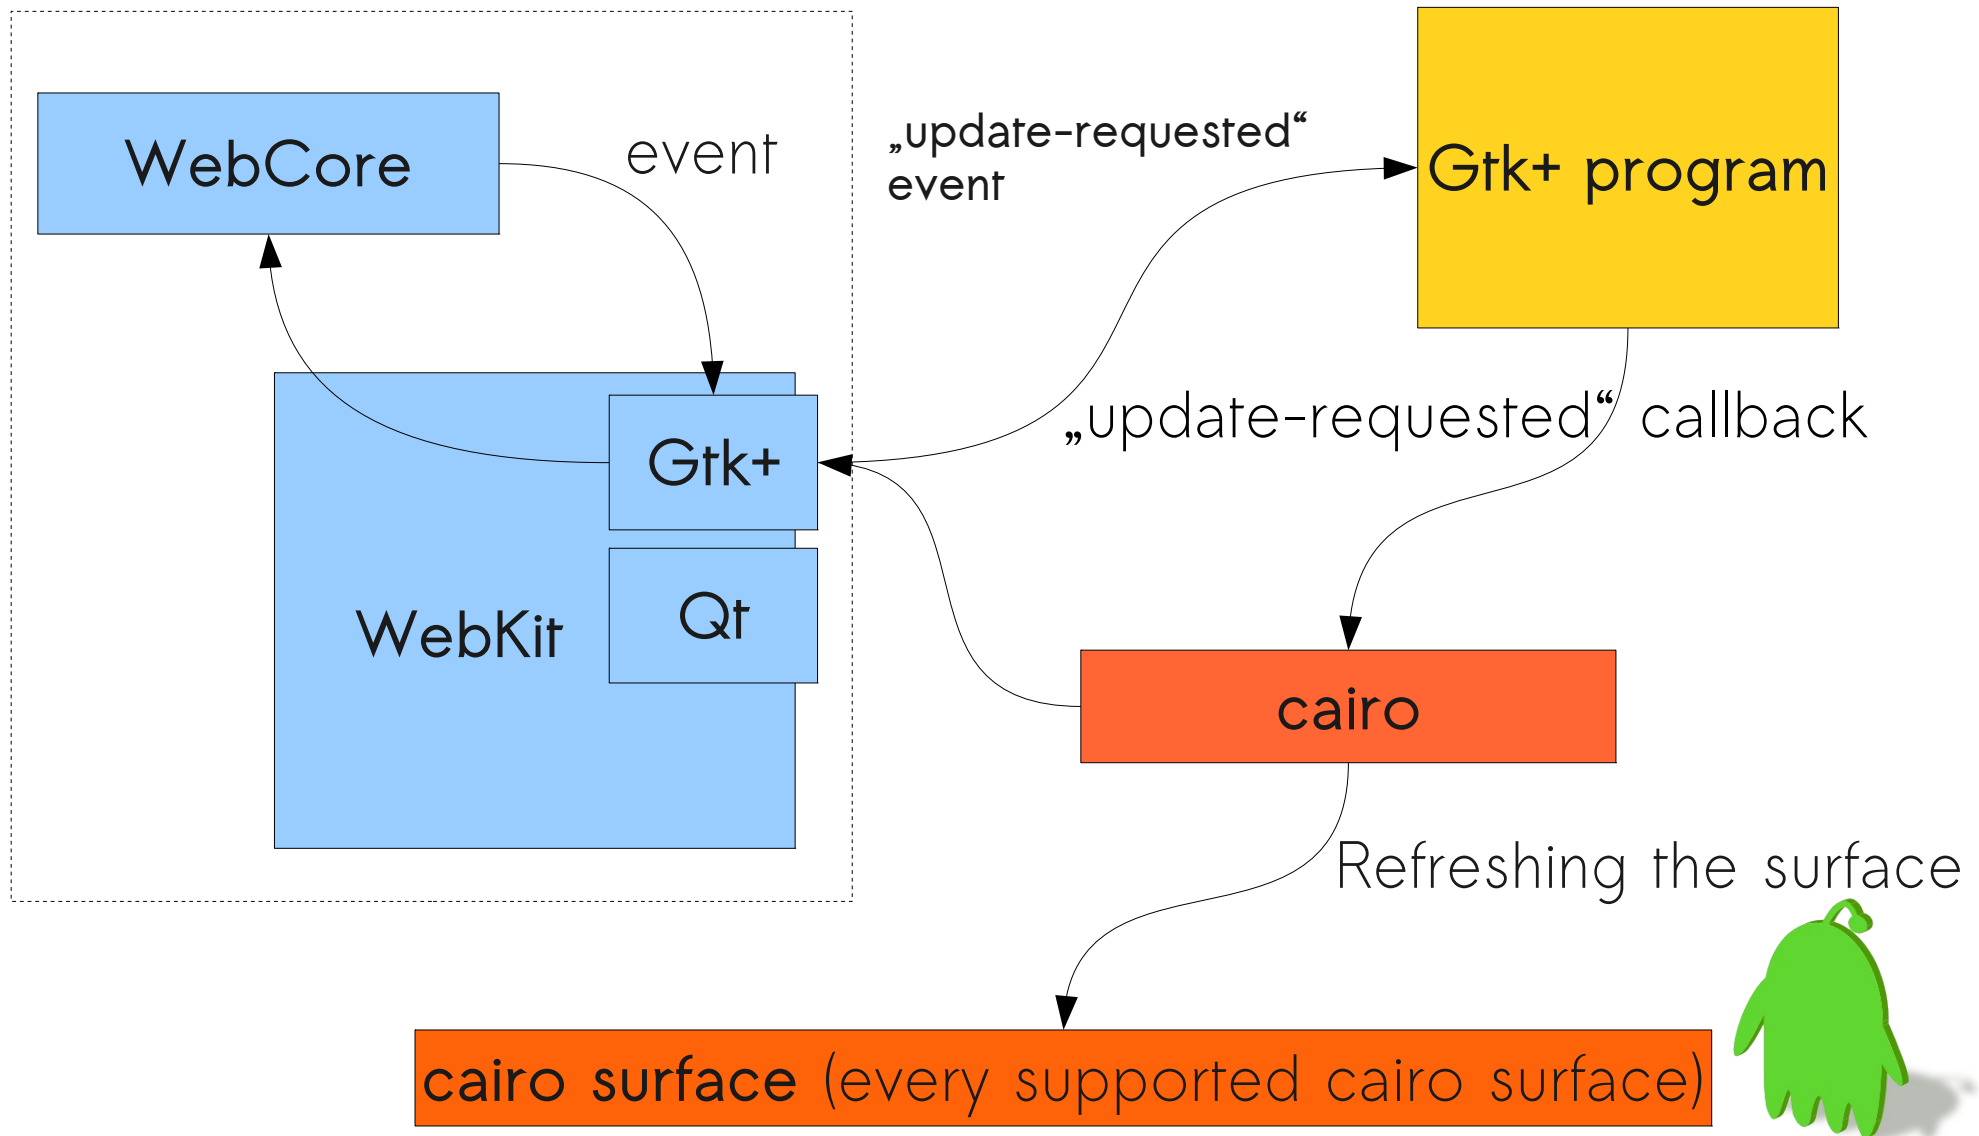 WebCore
event
„update-requested“
event
Gtk+ program
„update-requested“ callback
Gtk+
Qt
WebKit
cairo
Refreshing the surface
cairo surface (every supported cairo surface)